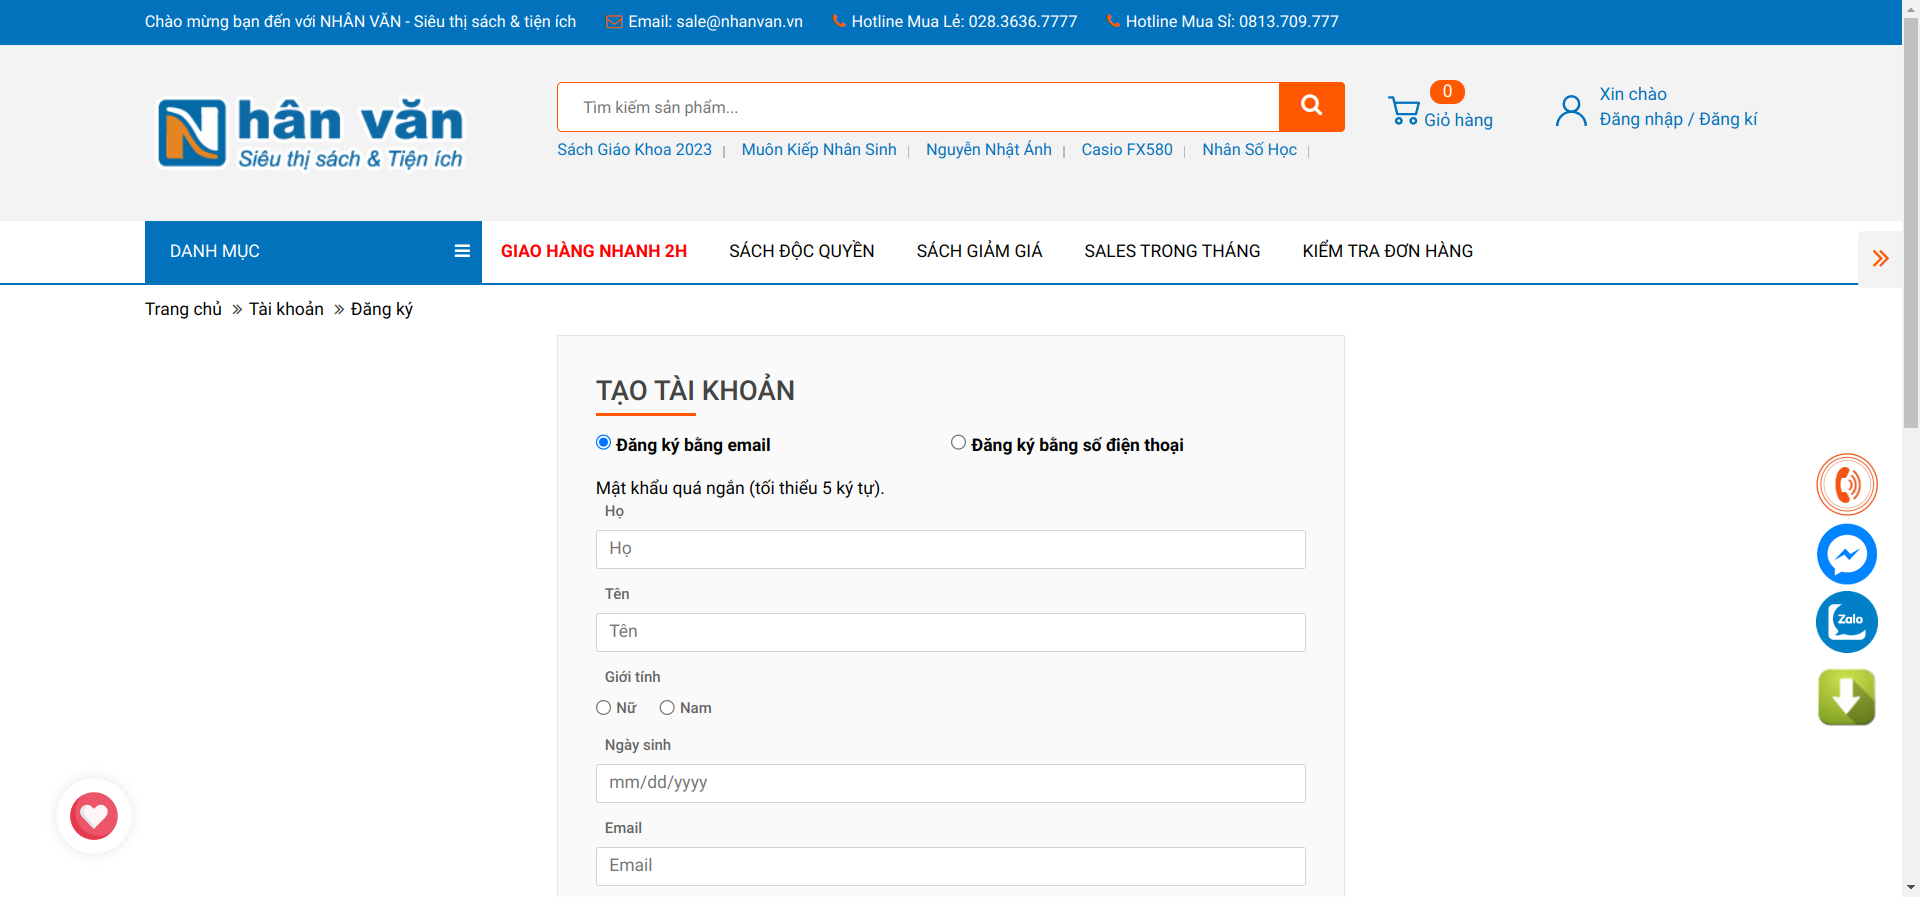 Chào mừng bạn đến với NHÂN VĂN - Siêu thị sách & tiện ích Email: sale@nhanvan.vn Hotline Mua Lẻ: 028.3636.7777 Hotline Mua Sỉ: 0813.709.777
Nhân văn
Siêu thị sách & Tiện ích
Tìm kiếm sản phẩm...
0
Giỏ hàng
Xin chào
Đăng nhập / Đăng kí
Sách Giáo Khoa 2023 | Muôn Kiếp Nhân Sinh | Nguyễn Nhật Ánh | Casio FX580 | Nhân Số Học |
DANH MỤC GIAO HÀNG NHANH 2H SÁCH ĐỘC QUYỀN SÁCH GIẢM GIÁ SALES TRONG THÁNG KIỂM TRA ĐƠN HÀNG
Trang chủ » Tài khoản » Đăng ký
TẠO TÀI KHOẢN
Đăng ký bằng email Đăng ký bằng số điện thoại
Mật khẩu quá ngắn (tối thiểu 5 ký tự).
Họ
Họ
Tên
Tên
Giới tính
Nữ Nam
Ngày sinh
mm/dd/yyyy
Email
Email
Zalo